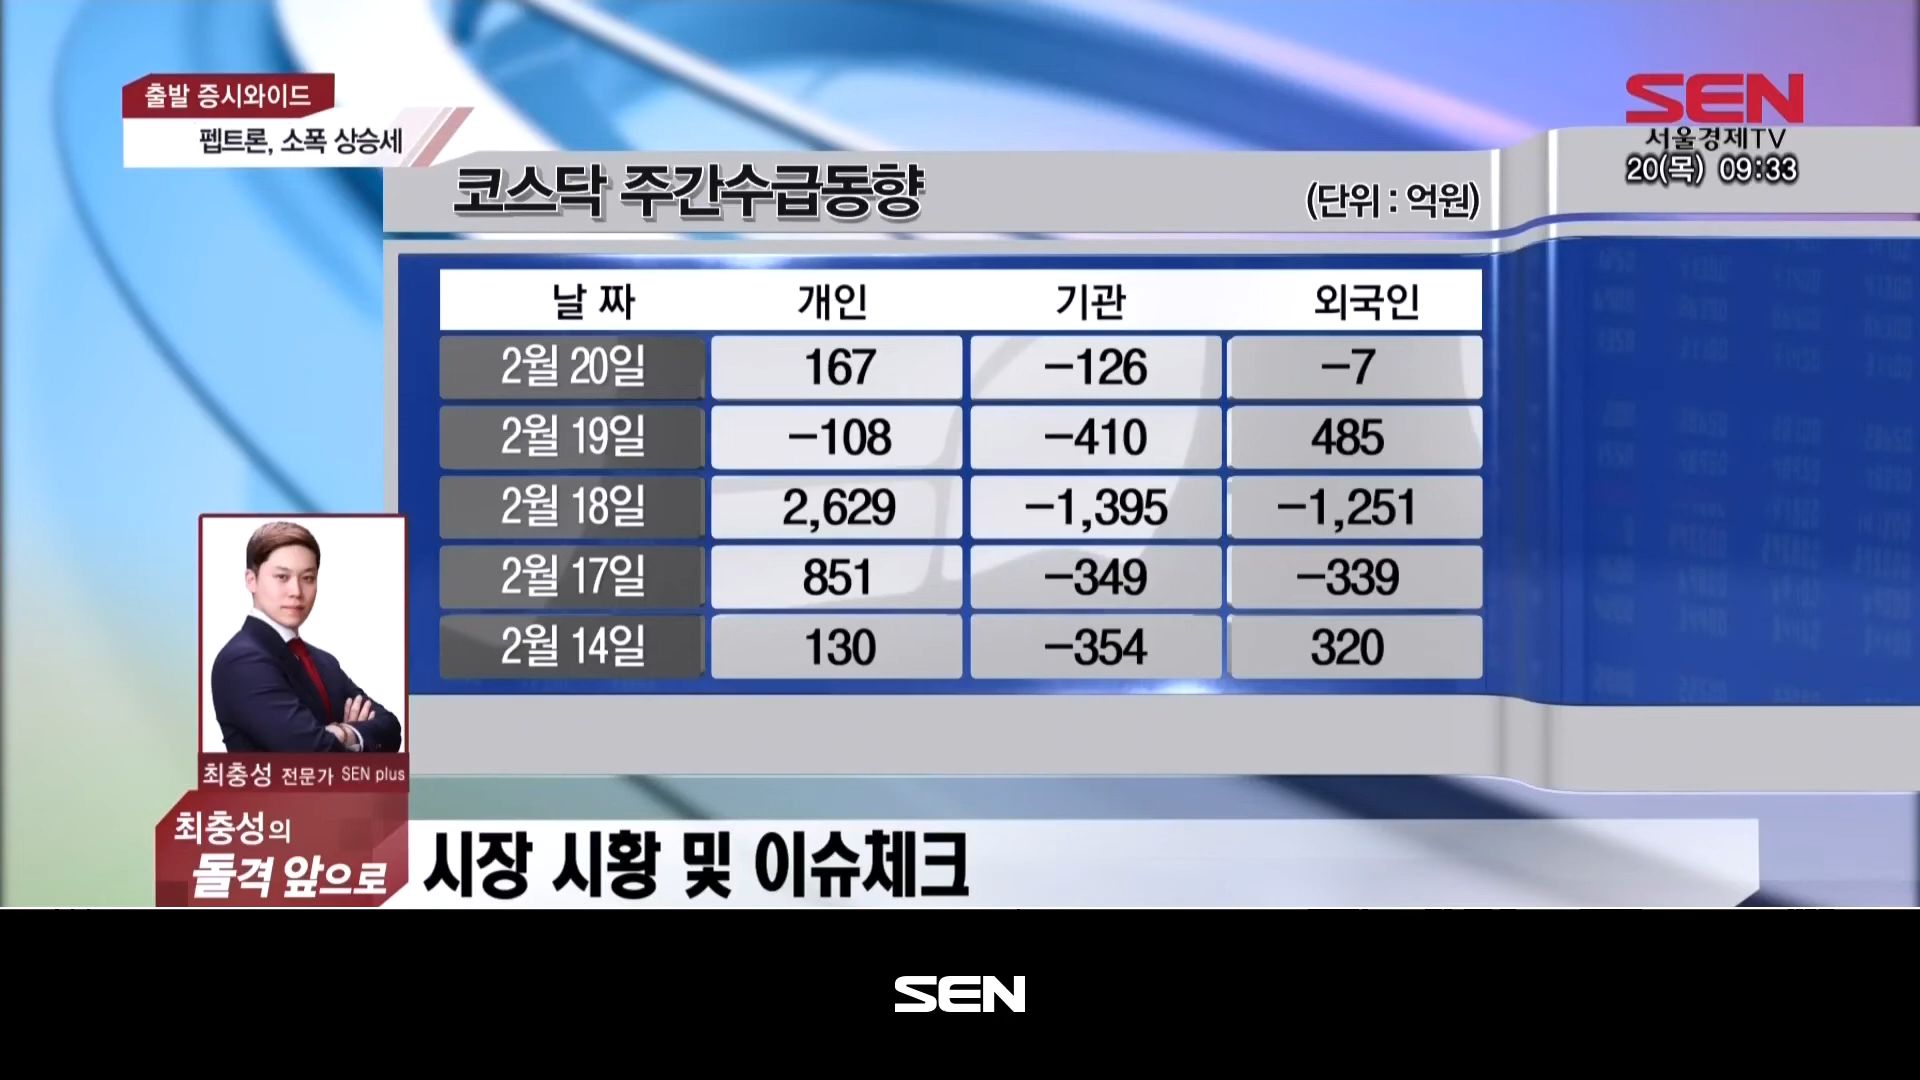 출발 증시와이드
펩트론, 소폭 상승세
SEN
서울경제TV
20(목) 09:33
코스닥 주간수급동향
(단위 : 억원)
날 짜 개인 기관 외국인
2월 20일 167 -126 -7
2월 19일 -108 -410 485
2월 18일 2,629 -1,395 -1,251
2월 17일 851 -349 -339
2월 14일 130 -354 320
최충성 전문가 SEN plus
최충성의
돌격 앞으로
시장 시황 및 이슈체크
SEN